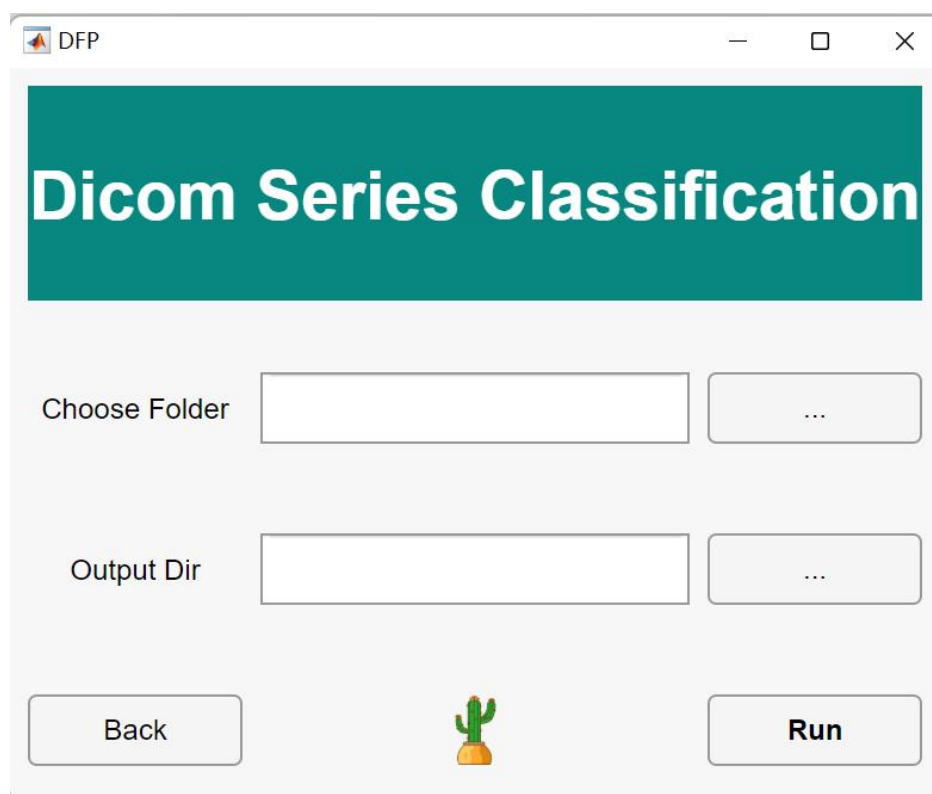 DFP
Dicom Series Classification
Choose Folder
...
Output Dir
...
Back
Run